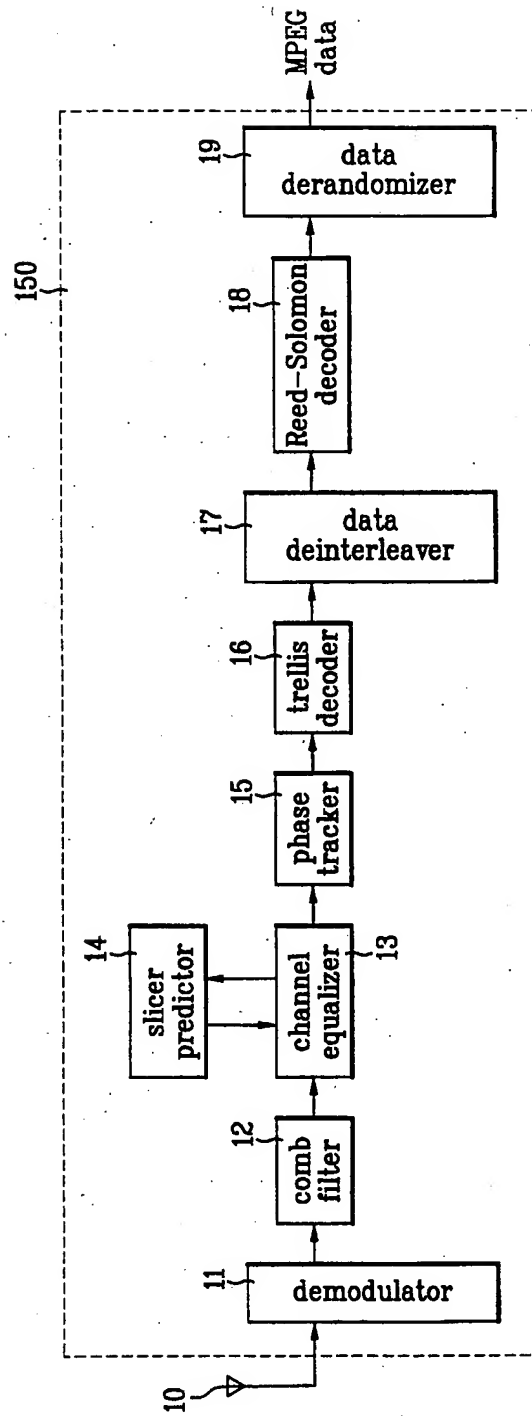 150
10
11
demodulator
12
comb
filter
14
slicer
predictor
channel
equalizer
13
15
phase
tracker
16
trellis
decoder
17
data
deinterleaver
18
Reed-Solomon
decoder
19
data
derandomizer
MPEG
data